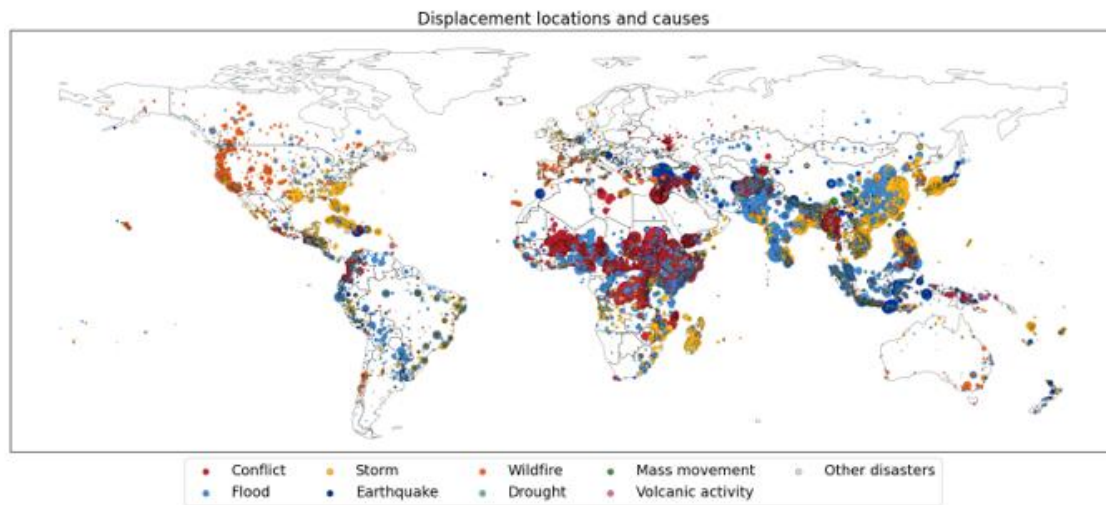 Displacement locations and causes
Conflict Storm Wildfire Mass movement Other disasters
Flood Earthquake Drought Volcanic activity